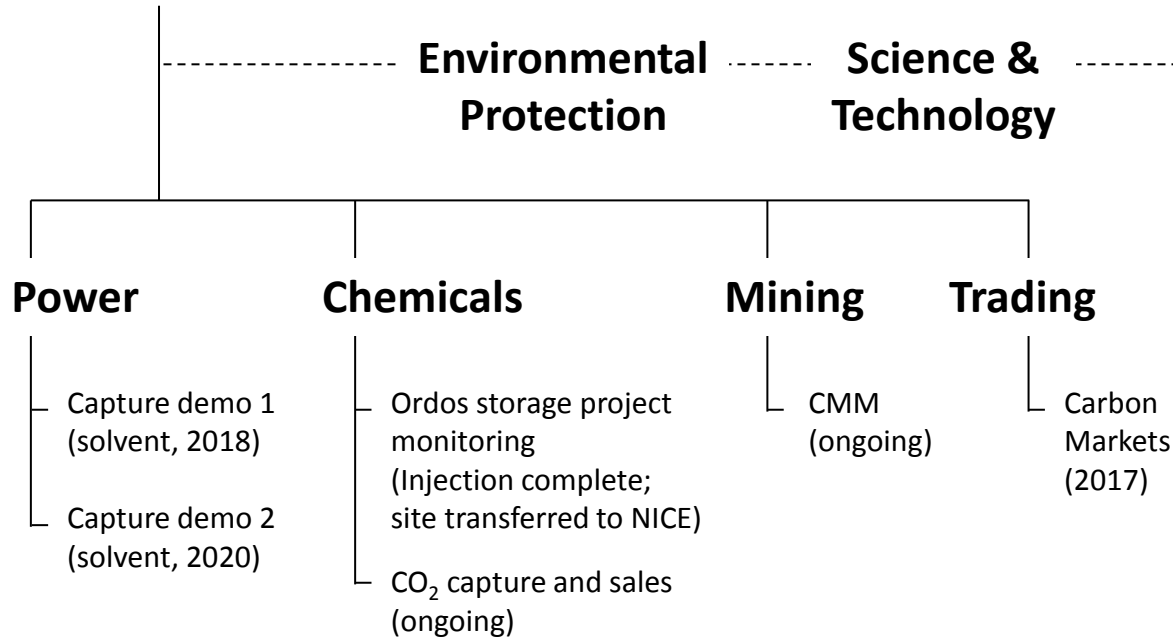 Environmental
Protection
Science &
Technology
Power
Chemicals
Mining
Trading
Capture demo 1
(solvent, 2018)
Capture demo 2
(solvent, 2020)
Ordos storage project
monitoring
(Injection complete;
site transferred to NICE)
CO₂ capture and sales
(ongoing)
CMM
(ongoing)
Carbon
Markets
(2017)